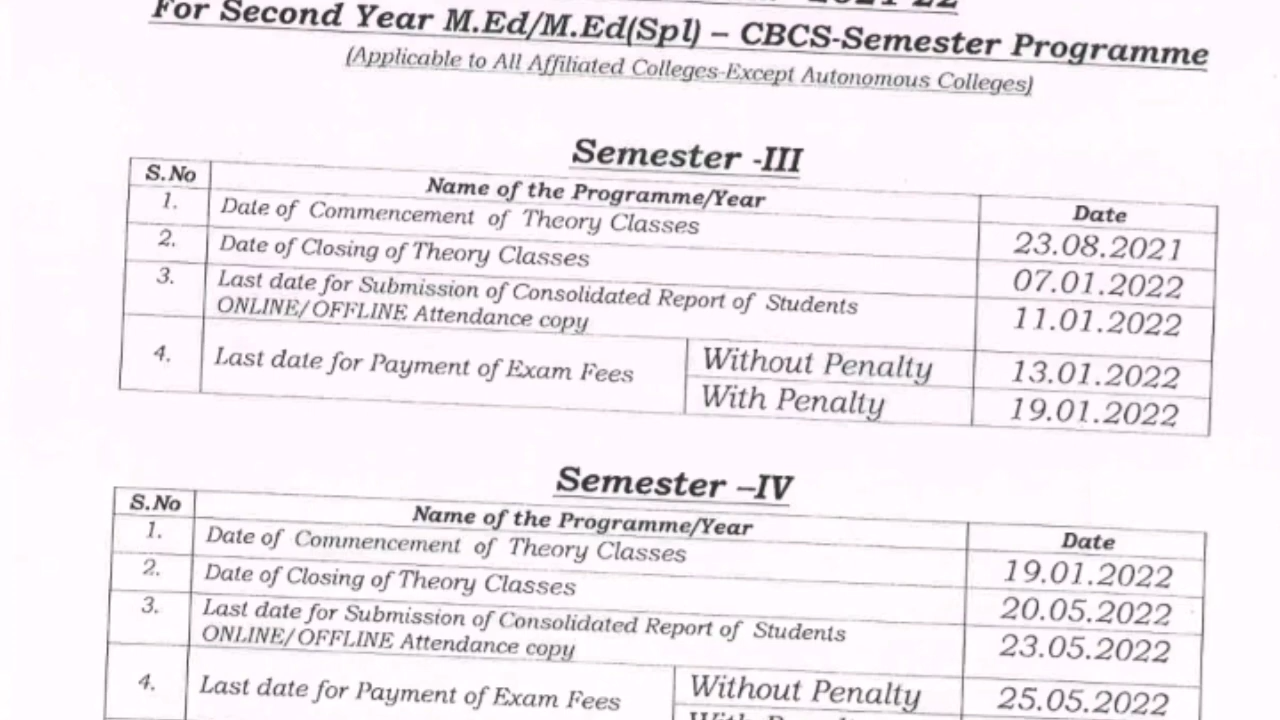 2021-22
For Second Year M.Ed/M.Ed(Spl) – CBCS-Semester Programme
(Applicable to All Affiliated Colleges-Except Autonomous Colleges)
Semester -III
S.No Name of the Programme/Year Date
1. Date of Commencement of Theory Classes 23.08.2021
2. Date of Closing of Theory Classes 07.01.2022
3. Last date for Submission of Consolidated Report of Students
ONLINE/OFFLINE Attendance copy 11.01.2022
4. Last date for Payment of Exam Fees Without Penalty 13.01.2022
With Penalty 19.01.2022
Semester –IV
S.No Name of the Programme/Year Date
1. Date of Commencement of Theory Classes 19.01.2022
2. Date of Closing of Theory Classes 20.05.2022
3. Last date for Submission of Consolidated Report of Students
ONLINE/OFFLINE Attendance copy 23.05.2022
4. Last date for Payment of Exam Fees Without Penalty 25.05.2022